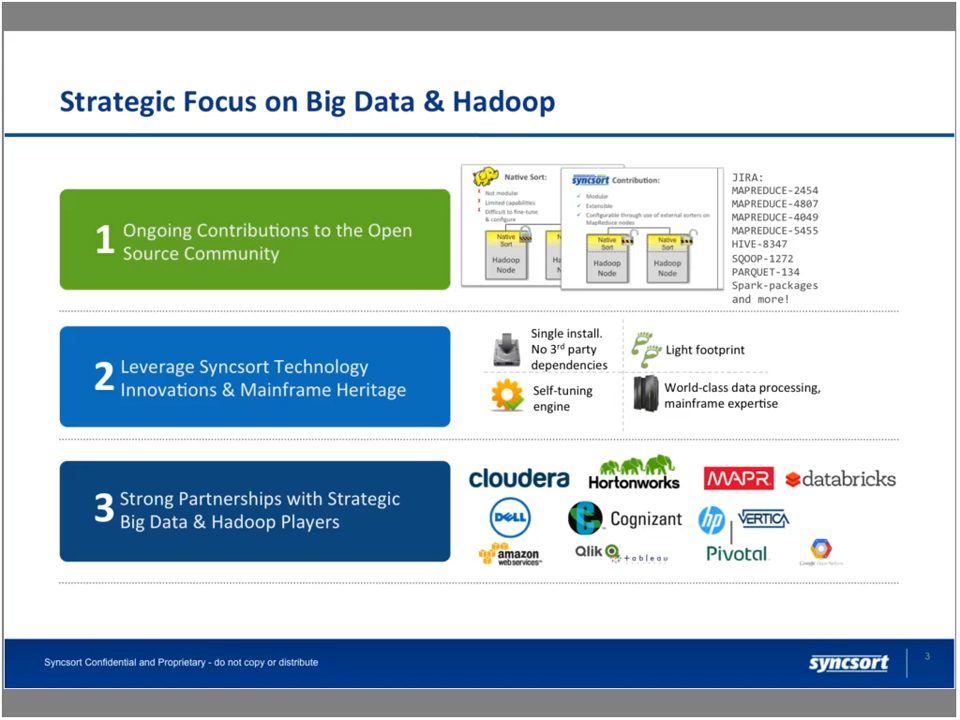 Strategic Focus on Big Data & Hadoop
1
Ongoing Contributions to the Open
Source Community
Native Sort:
Not modular
Limited capabilities
Difficult to fine-tune
& configure
Native
Sort
Hadoop
Node
syncsort Contribution:
Modular
Extensible
Configurable through use of external sorters on
MapReduce nodes
Native
Sort
Hadoop
Node
Native
Sort
Hadoop
Node
JIRA:
MAPREDUCE-2454
MAPREDUCE-4807
MAPREDUCE-4049
MAPREDUCE-5455
HIVE-8347
SQOOP-1272
PARQUET-134
Spark-packages
and more!
2
Leverage Syncsort Technology
Innovations & Mainframe Heritage
Single install.
No 3rd party
dependencies
Light footprint
Self-tuning
engine
World-class data processing,
mainframe expertise
3
Strong Partnerships with Strategic
Big Data & Hadoop Players
cloudera
Hortonworks
MAPR
databricks
DELL
Cognizant
hp
VERTICA
amazon
webservices
Qlik
+ableau
Pivotal
Syncsort Confidential and Proprietary - do not copy or distribute
syncsort
3